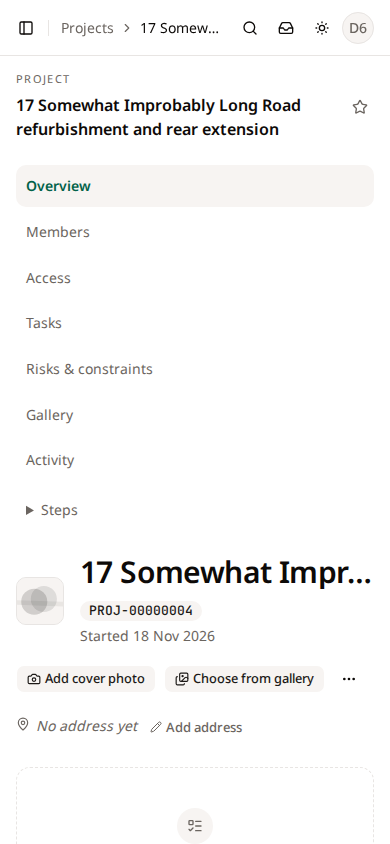 Projects > 17 Somew... D6
PROJECT
17 Somewhat Improbably Long Road
refurbishment and rear extension
Overview
Members
Access
Tasks
Risks & constraints
Gallery
Activity
Steps
17 Somewhat Impr...
PROJ-00000004
Started 18 Nov 2026
Add cover photo Choose from gallery
No address yet Add address